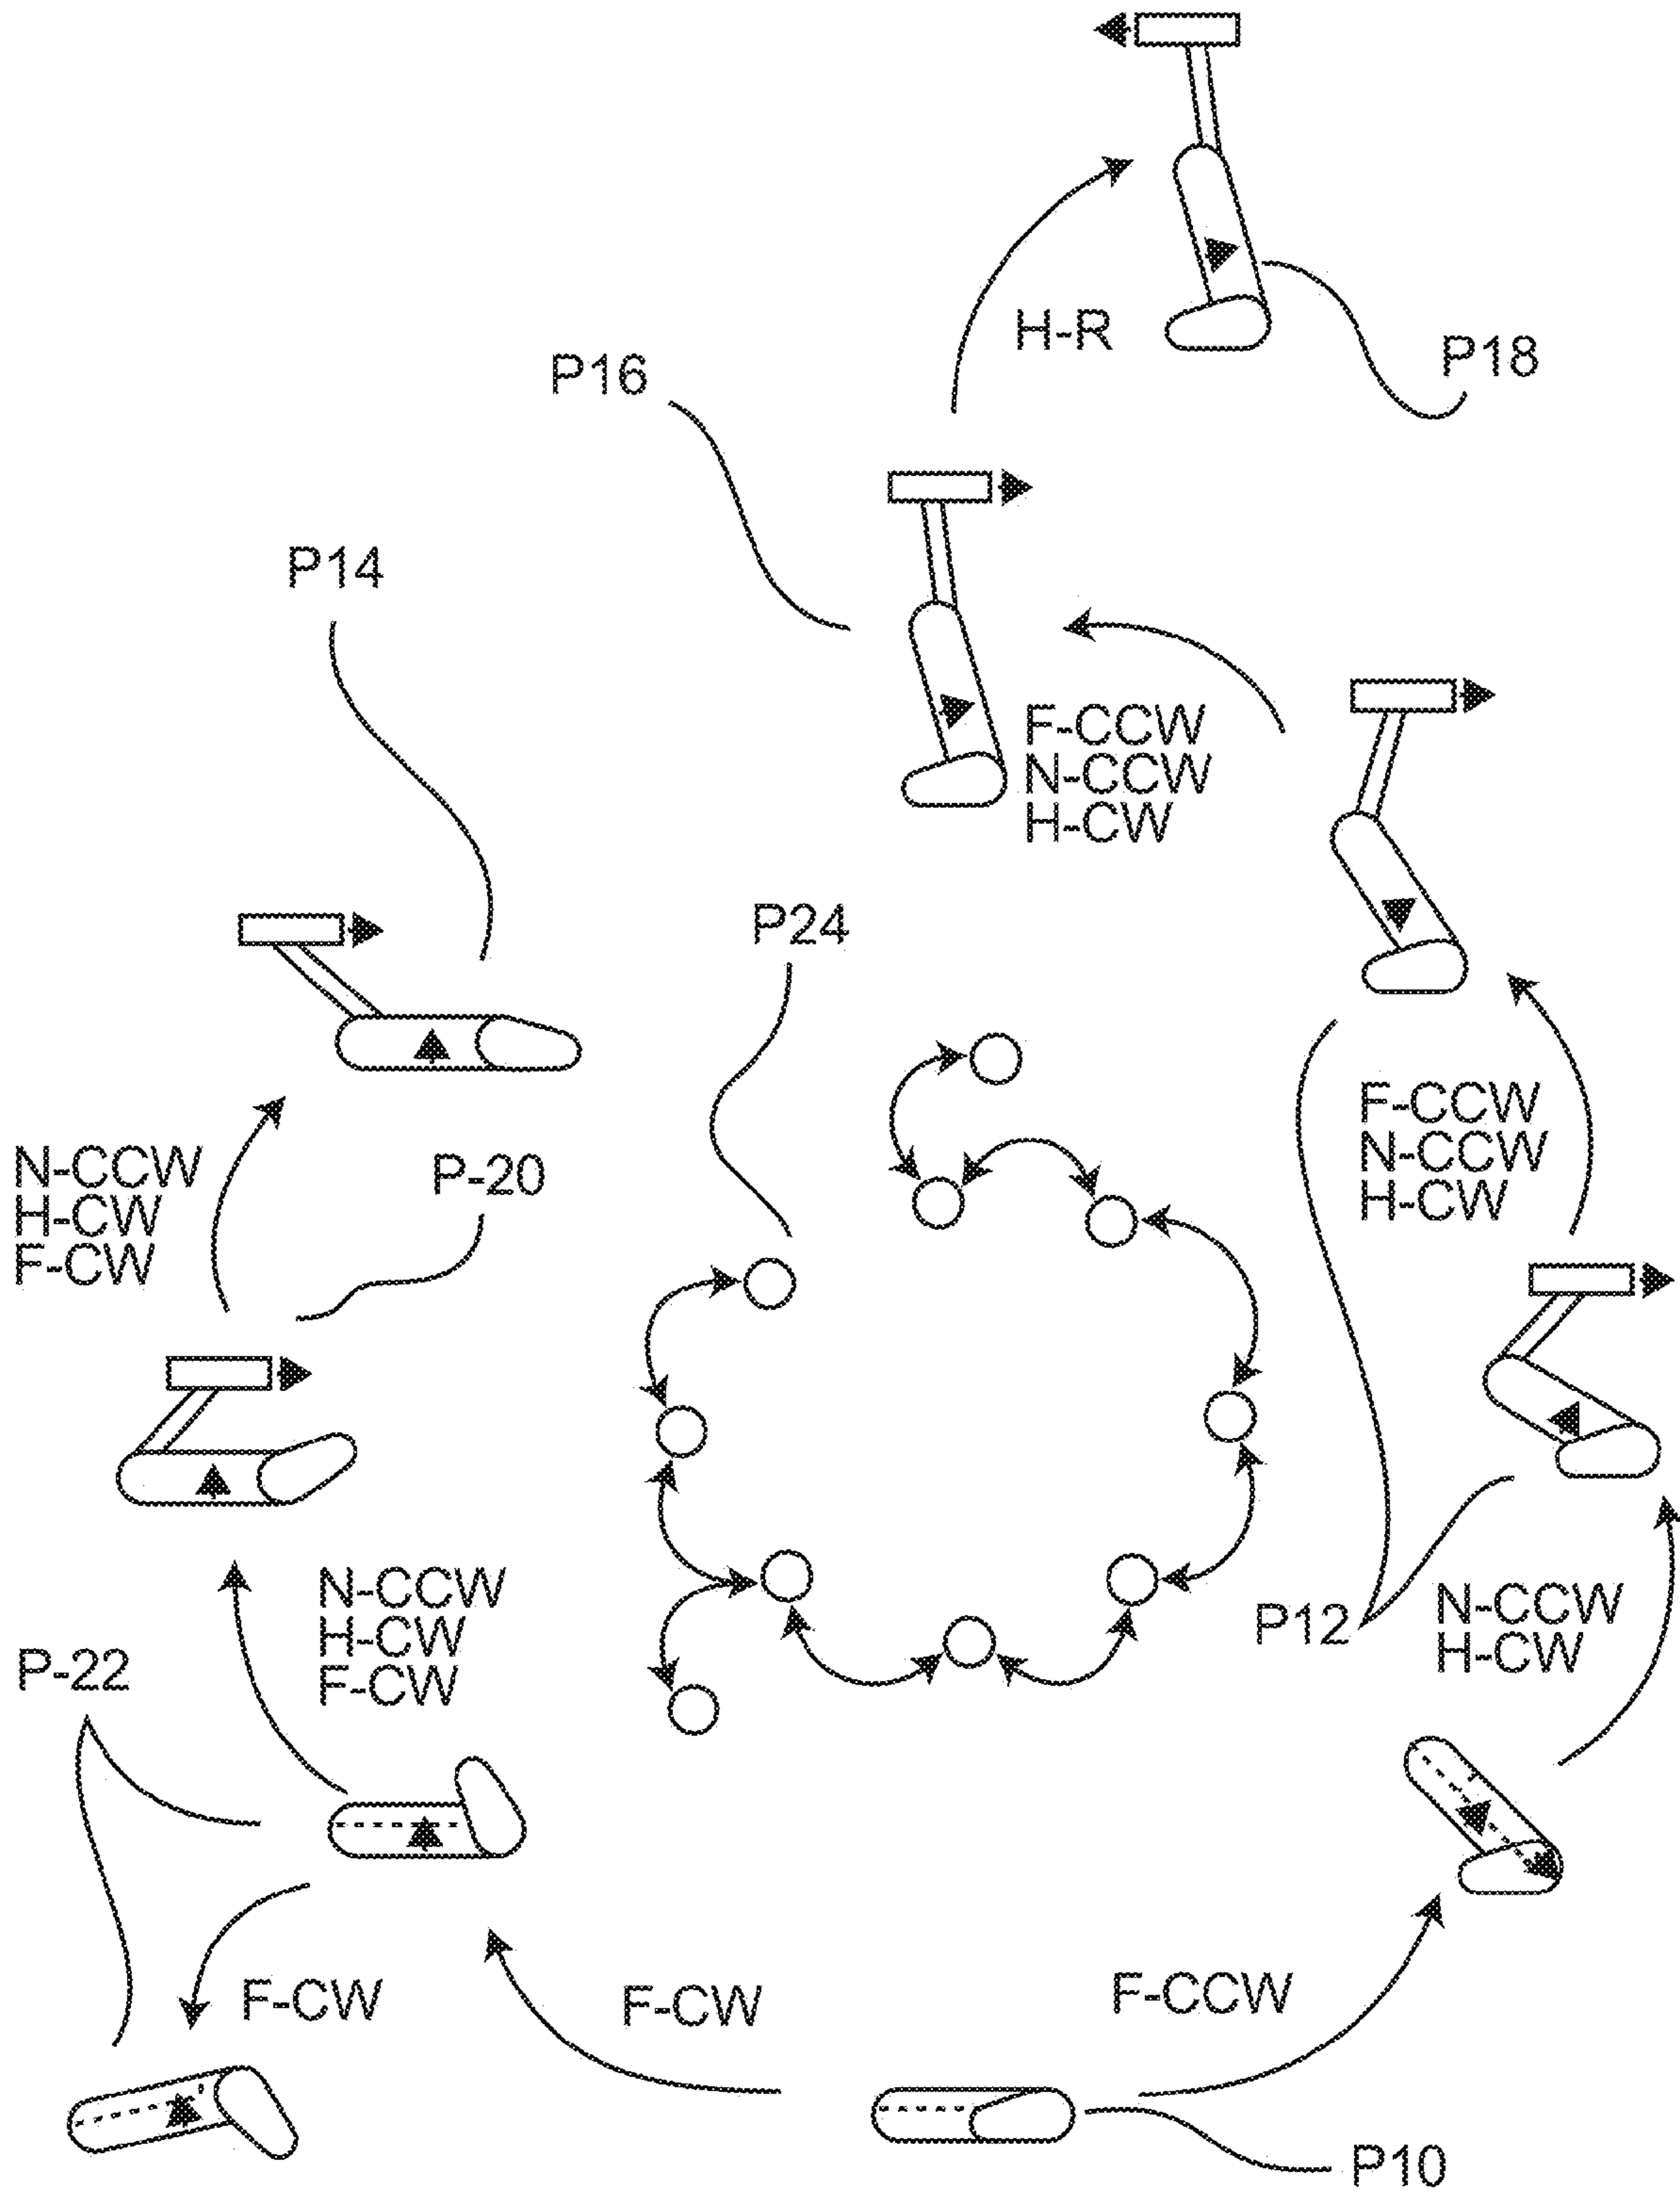 H-R
P18
P16
P14
F-CCW
N-CCW
H-CW
P24
F-CCW
N-CCW
H-CW
N-CCW
H-CW
F-CW
P-20
N-CCW
H-CW
F-CW
P12
N-CCW
H-CW
P-22
F-CW
F-CW
F-CCW
P10